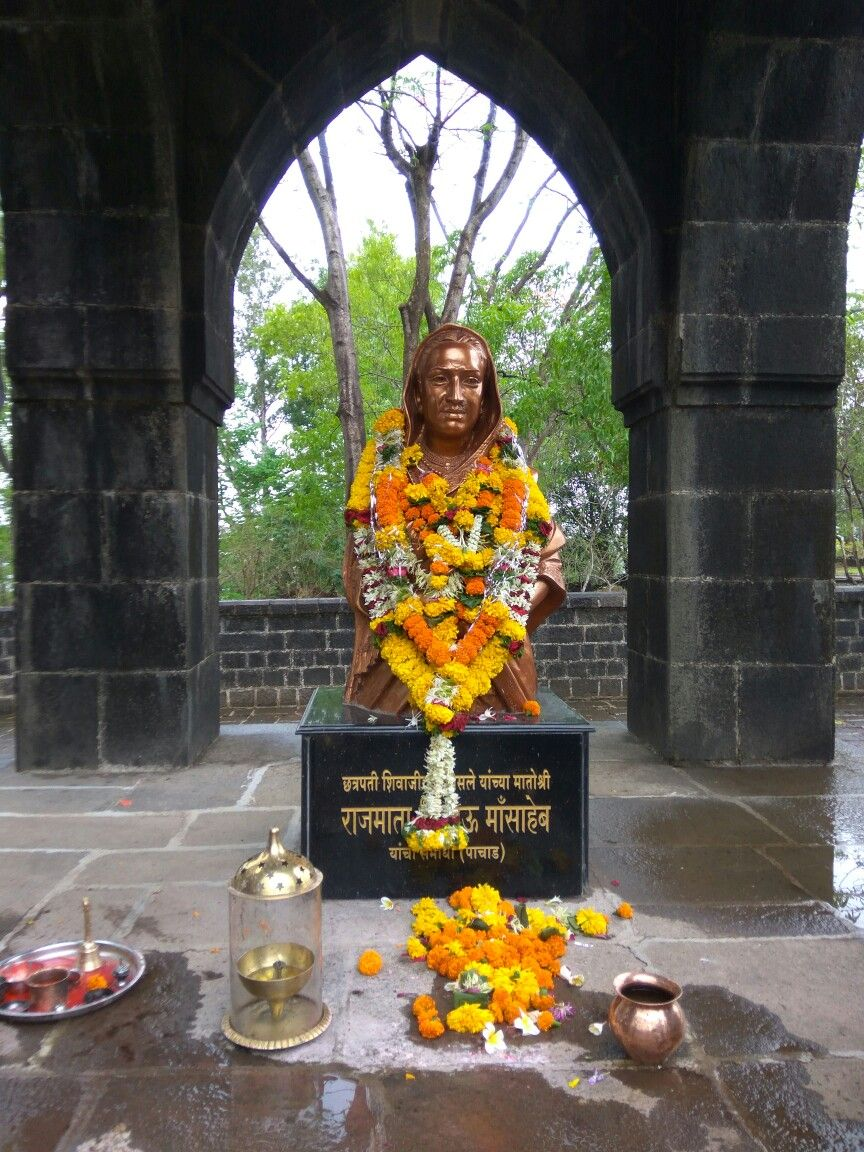 छत्रपती शिवाजी यांच्या मातोश्री
राजमाता माँसाहेब
यांची समाधी (पाचाड)